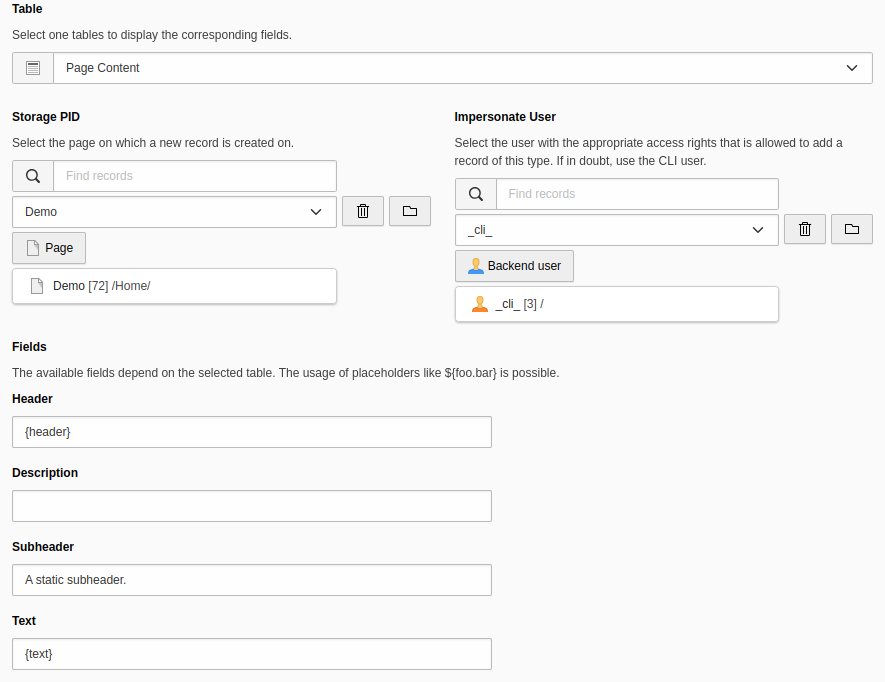 Table
Select one tables to display the corresponding fields.
Page Content
Storage PID
Select the page on which a new record is created on.
Find records
Demo
Page
Demo [72] /Home/
Impersonate User
Select the user with the appropriate access rights that is allowed to add a
record of this type. If in doubt, use the CLI user.
Find records
_cli_
Backend user
_cli_ [3] /
Fields
The available fields depend on the selected table. The usage of placeholders like ${foo.bar} is possible.
Header
{header}
Description
Subheader
A static subheader.
Text
{text}